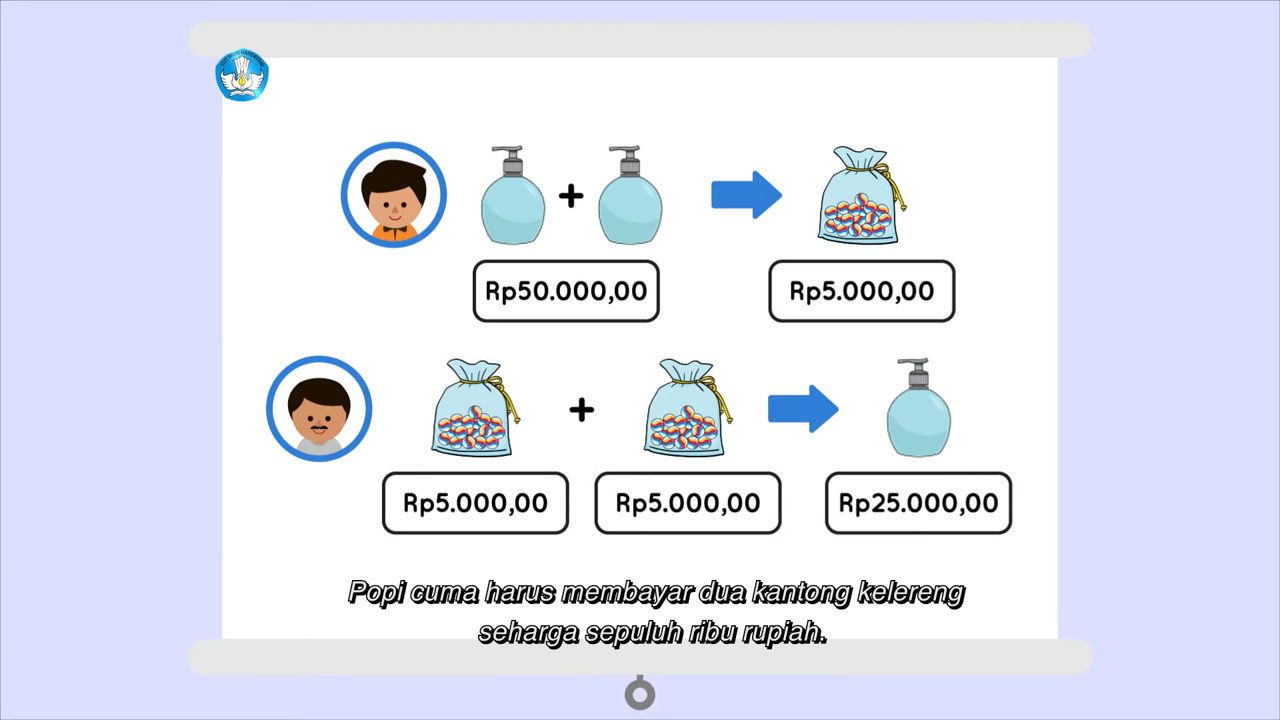 Rp50.000,00
Rp5.000,00
Rp5.000,00
Rp5.000,00
Rp25.000,00
Popi cuma harus membayar dua kantong kelereng
seharga sepuluh ribu rupiah.